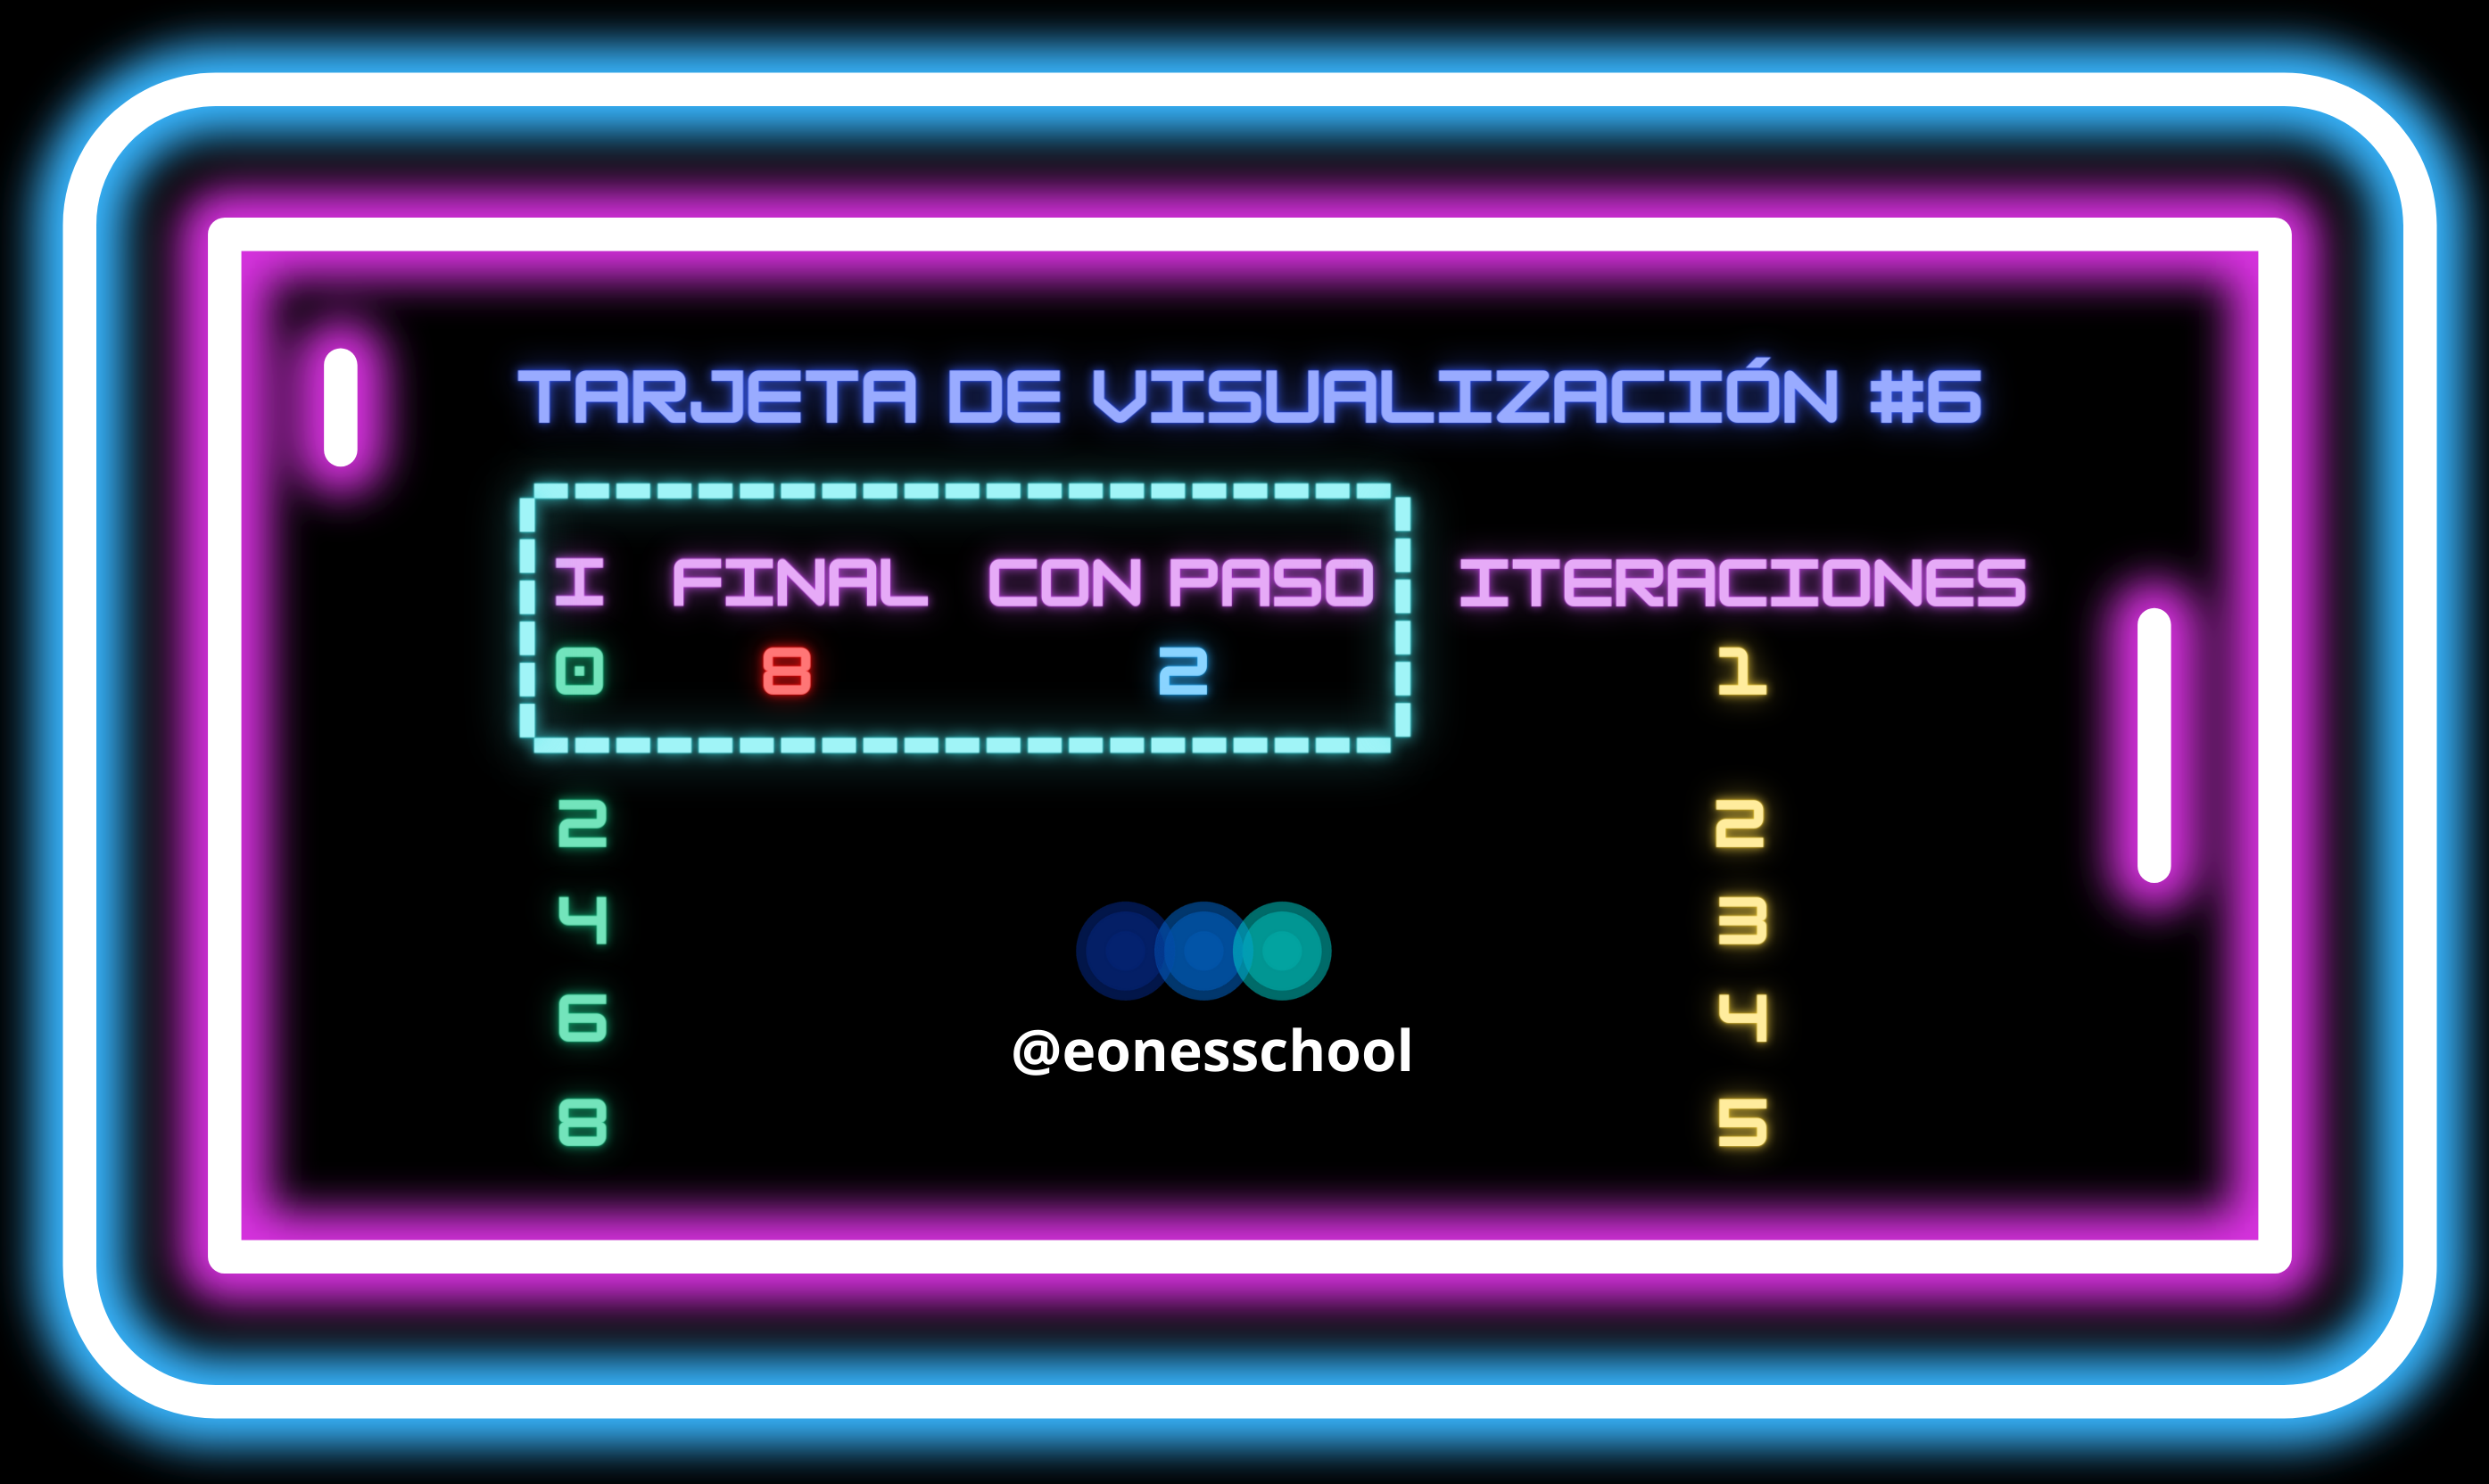 TARJETA DE VISUALIZACIÓN #6
I FINAL CON PASO ITERACIONES
0 8 2 1
2 2
4 3
6 4
@eonesschool
8 5